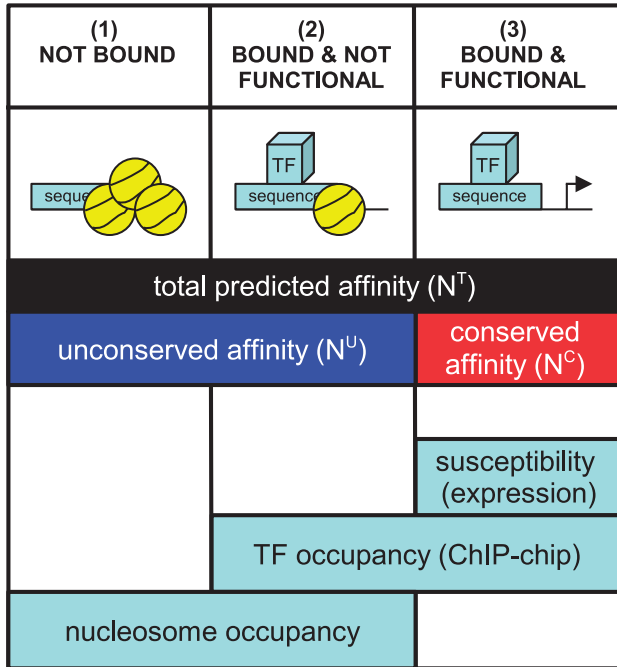 (1)
NOT BOUND
(2)
BOUND & NOT
FUNCTIONAL
(3)
BOUND &
FUNCTIONAL
seque
TF
sequence
TF
sequence
total predicted affinity (N^T)
unconserved affinity (N^U)
conserved
affinity (N^C)
susceptibility
(expression)
TF occupancy (ChIP-chip)
nucleosome occupancy